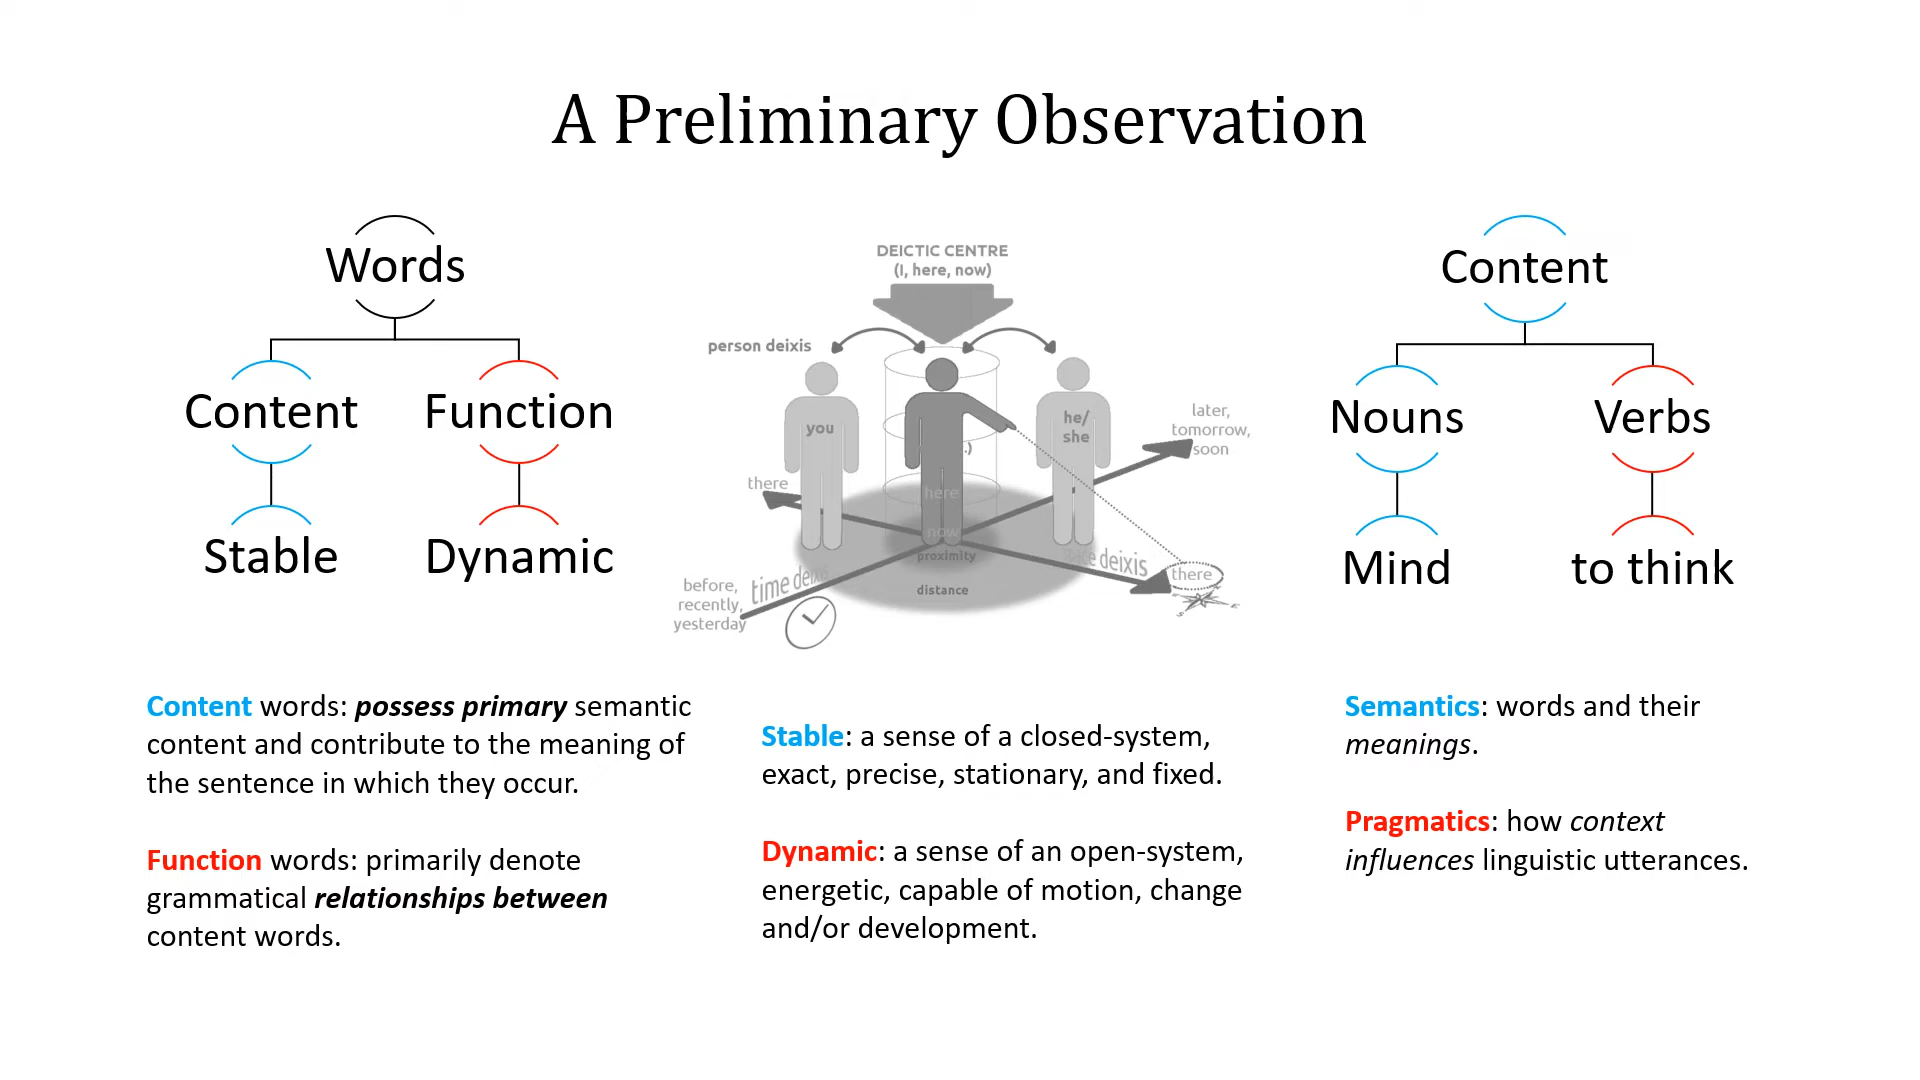 A Preliminary Observation
Words
Content Function
Stable Dynamic
DEICTIC CENTRE
(I, here, now)
person deixis
you
he/
she
.)
later,
tomorrow,
soon
there
here
now
proximity
distance
time deixis
deixis
there
before,
recently,
yesterday
S
E
Content
Nouns Verbs
Mind to think
Content words: possess primary semantic
content and contribute to the meaning of
the sentence in which they occur.
Function words: primarily denote
grammatical relationships between
content words.
Stable: a sense of a closed-system,
exact, precise, stationary, and fixed.
Dynamic: a sense of an open-system,
energetic, capable of motion, change
and/or development.
Semantics: words and their
meanings.
Pragmatics: how context
influences linguistic utterances.